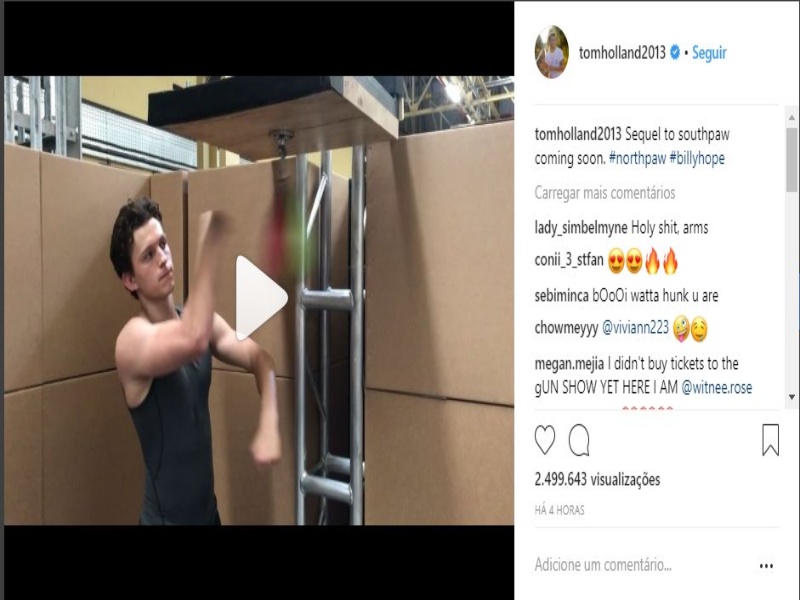 tomholland2013 • Seguir
tomholland2013 Sequel to southpaw
coming soon. #northpaw #billyhope
Carregar mais comentários
lady_simbelmyne Holy shit, arms
conii_3_stfan 😍😍🔥🔥
sebiminca bOoOi watta hunk u are
chowmeyyy @viviann223 🤪🤤
megan.mejia I didn't buy tickets to the
gUN SHOW YET HERE I AM @witnee.rose
2.499.643 visualizações
HÁ 4 HORAS
Adicione um comentário...